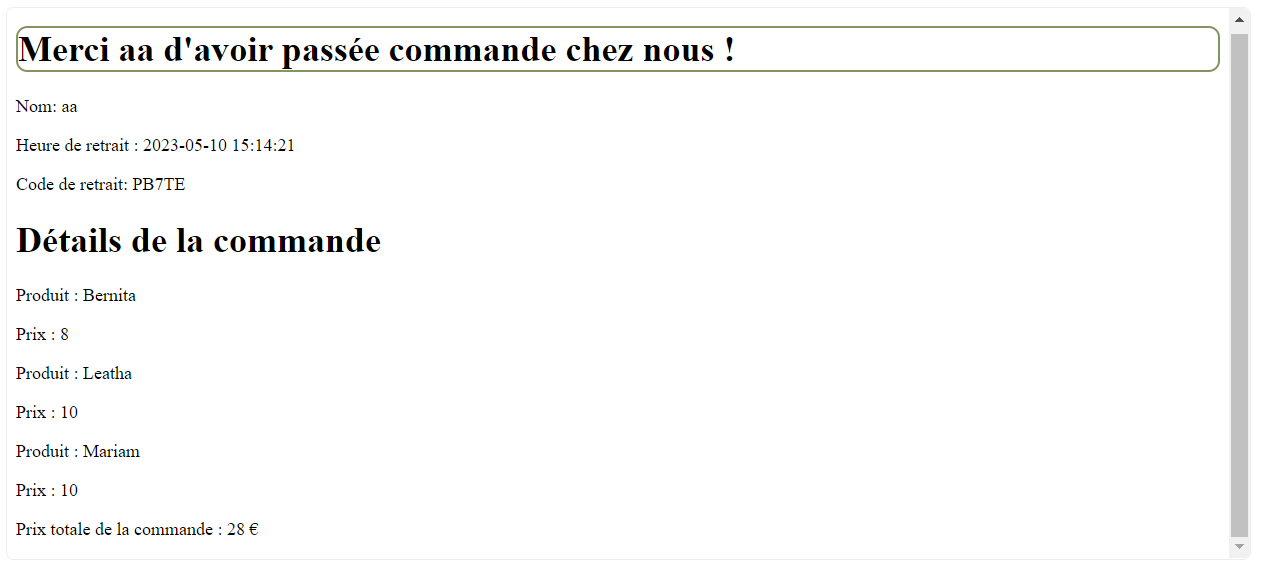 Merci aa d'avoir passée commande chez nous !
Nom: aa
Heure de retrait : 2023-05-10 15:14:21
Code de retrait: PB7TE
Détails de la commande
Produit : Bernita
Prix : 8
Produit : Leatha
Prix : 10
Produit : Mariam
Prix : 10
Prix totale de la commande : 28 €